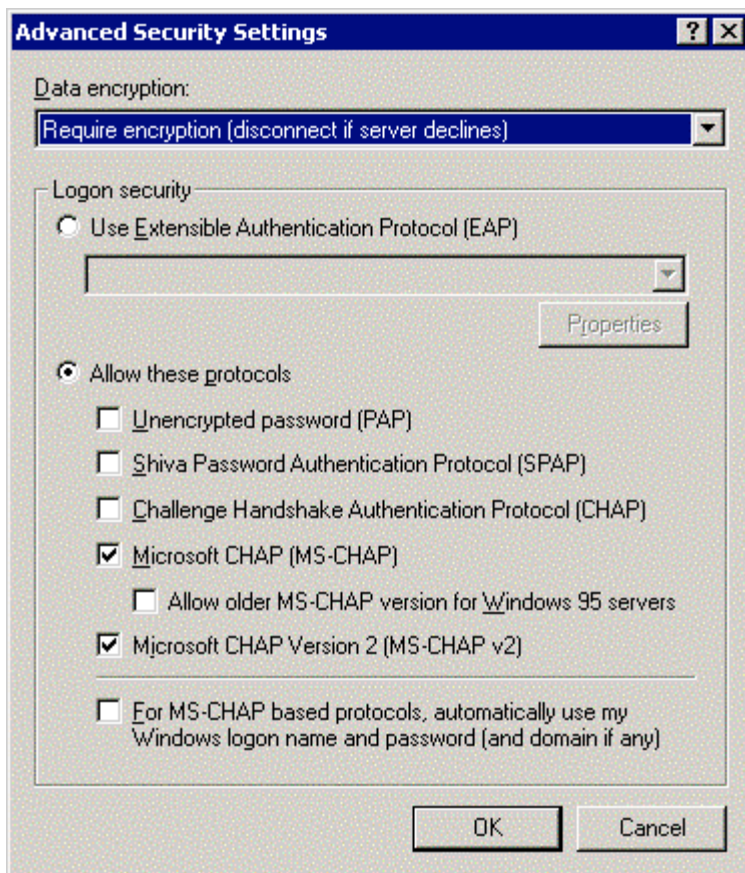 Advanced Security Settings
Data encryption:
Require encryption (disconnect if server declines)
Logon security
Use Extensible Authentication Protocol (EAP)
Properties
Allow these protocols
Unencrypted password (PAP)
Shiva Password Authentication Protocol (SPAP)
Challenge Handshake Authentication Protocol (CHAP)
Microsoft CHAP (MS-CHAP)
Allow older MS-CHAP version for Windows 95 servers
Microsoft CHAP Version 2 (MS-CHAP v2)
For MS-CHAP based protocols, automatically use my
Windows logon name and password (and domain if any)
OK Cancel